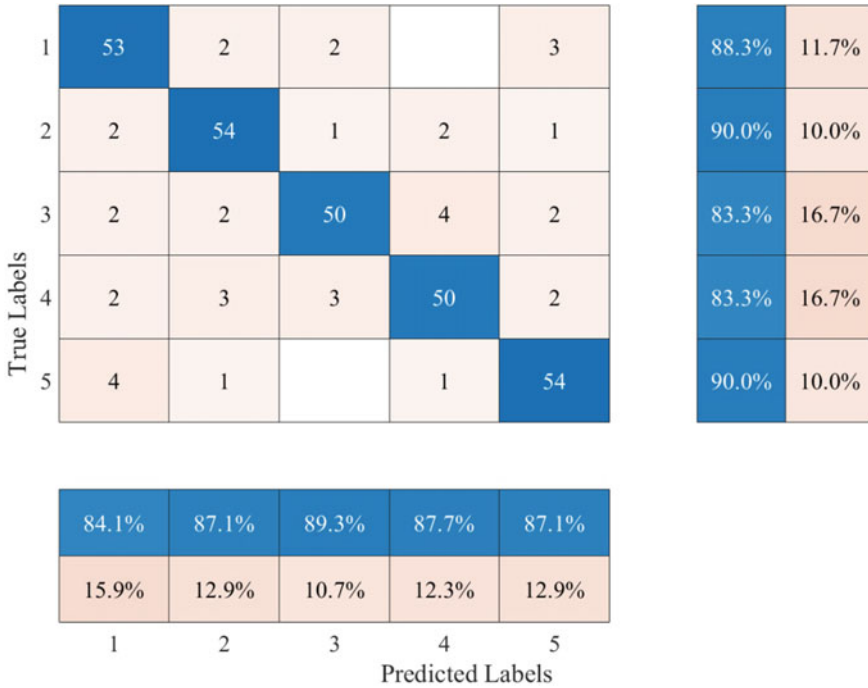 1 53 2 2 3 88.3% 11.7%
2 2 54 1 2 1 90.0% 10.0%
3 2 2 50 4 2 83.3% 16.7%
4 2 3 3 50 2 83.3% 16.7%
5 4 1 1 54 90.0% 10.0%
True Labels
84.1% 87.1% 89.3% 87.7% 87.1%
15.9% 12.9% 10.7% 12.3% 12.9%
1 2 3 4 5
Predicted Labels